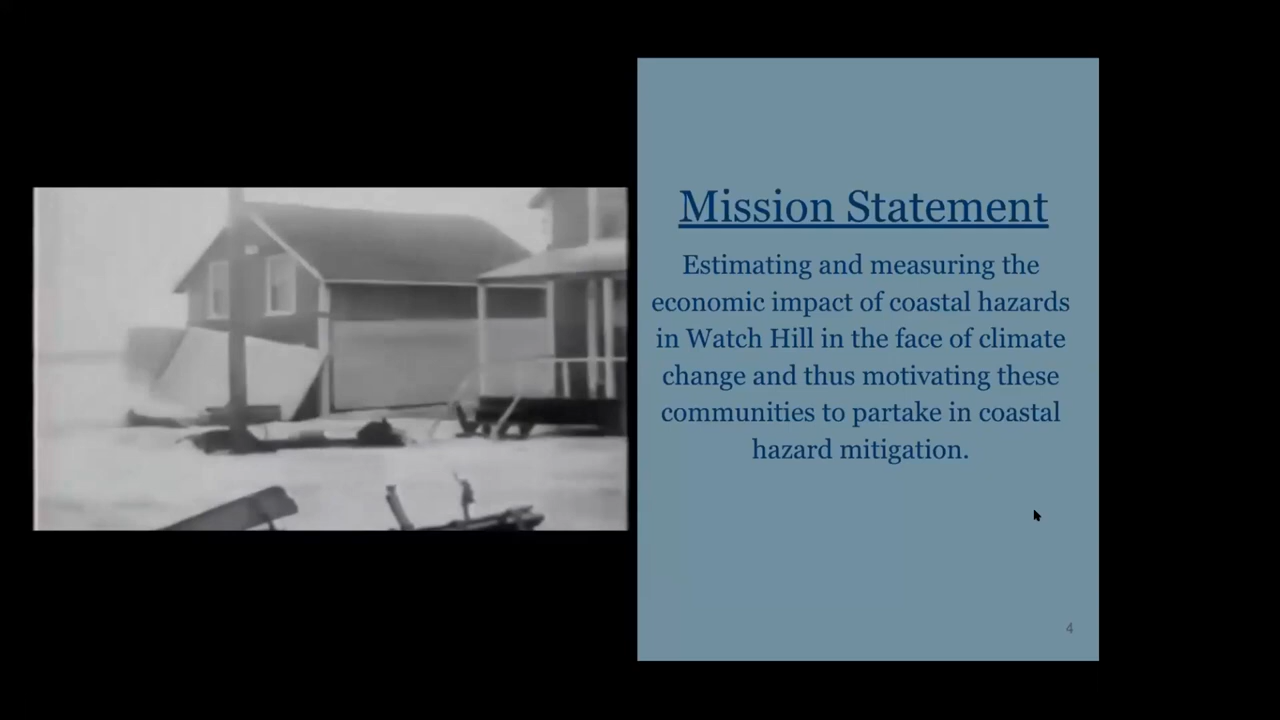 Mission Statement
Estimating and measuring the
economic impact of coastal hazards
in Watch Hill in the face of climate
change and thus motivating these
communities to partake in coastal
hazard mitigation.
4